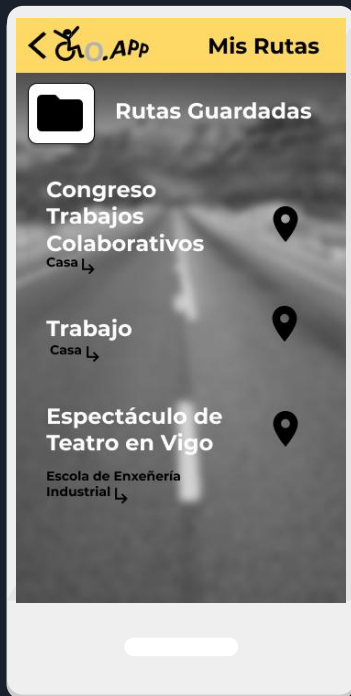 O.APP
Mis Rutas
Rutas Guardadas
Congreso
Trabajos
Colaborativos
Casa
Trabajo
Casa
Espectáculo de
Teatro en Vigo
Escola de Enxeñería
Industrial